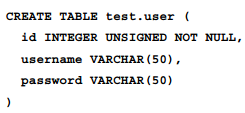 CREATE TABLE test.user (
  id INTEGER UNSIGNED NOT NULL,
  username VARCHAR(50),
  password VARCHAR(50)
)